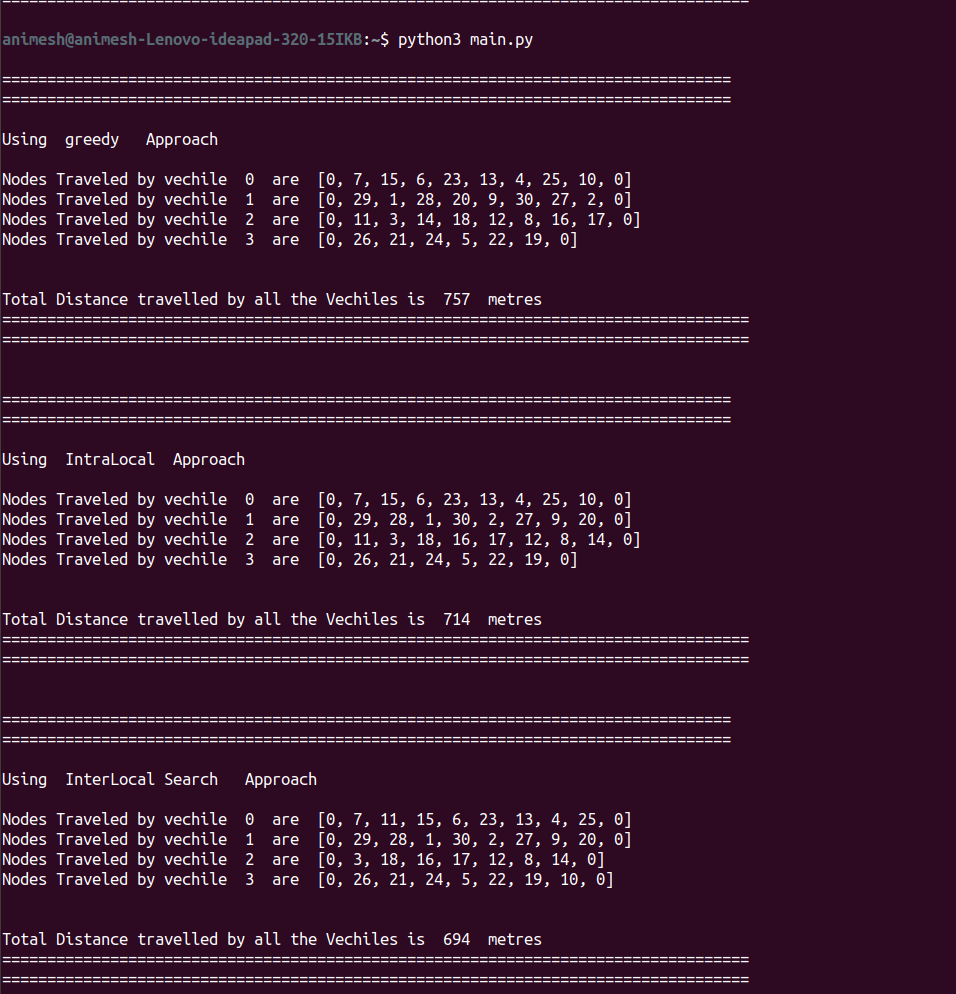 ===================================================================================
animesh@animesh-Lenovo-ideapad-320-15IKB:~$ python3 main.py
=================================================================================
=================================================================================
Using  greedy   Approach
Nodes Traveled by vechile  0  are  [0, 7, 15, 6, 23, 13, 4, 25, 10, 0]
Nodes Traveled by vechile  1  are  [0, 29, 1, 28, 20, 9, 30, 27, 2, 0]
Nodes Traveled by vechile  2  are  [0, 11, 3, 14, 18, 12, 8, 16, 17, 0]
Nodes Traveled by vechile  3  are  [0, 26, 21, 24, 5, 22, 19, 0]
Total Distance travelled by all the Vechiles is  757  metres
===================================================================================
===================================================================================
=================================================================================
=================================================================================
Using  IntraLocal  Approach
Nodes Traveled by vechile  0  are  [0, 7, 15, 6, 23, 13, 4, 25, 10, 0]
Nodes Traveled by vechile  1  are  [0, 29, 28, 1, 30, 2, 27, 9, 20, 0]
Nodes Traveled by vechile  2  are  [0, 11, 3, 18, 16, 17, 12, 8, 14, 0]
Nodes Traveled by vechile  3  are  [0, 26, 21, 24, 5, 22, 19, 0]
Total Distance travelled by all the Vechiles is  714  metres
===================================================================================
===================================================================================
=================================================================================
=================================================================================
Using  InterLocal Search   Approach
Nodes Traveled by vechile  0  are  [0, 7, 11, 15, 6, 23, 13, 4, 25, 0]
Nodes Traveled by vechile  1  are  [0, 29, 28, 1, 30, 2, 27, 9, 20, 0]
Nodes Traveled by vechile  2  are  [0, 3, 18, 16, 17, 12, 8, 14, 0]
Nodes Traveled by vechile  3  are  [0, 26, 21, 24, 5, 22, 19, 10, 0]
Total Distance travelled by all the Vechiles is  694  metres
===================================================================================
===================================================================================